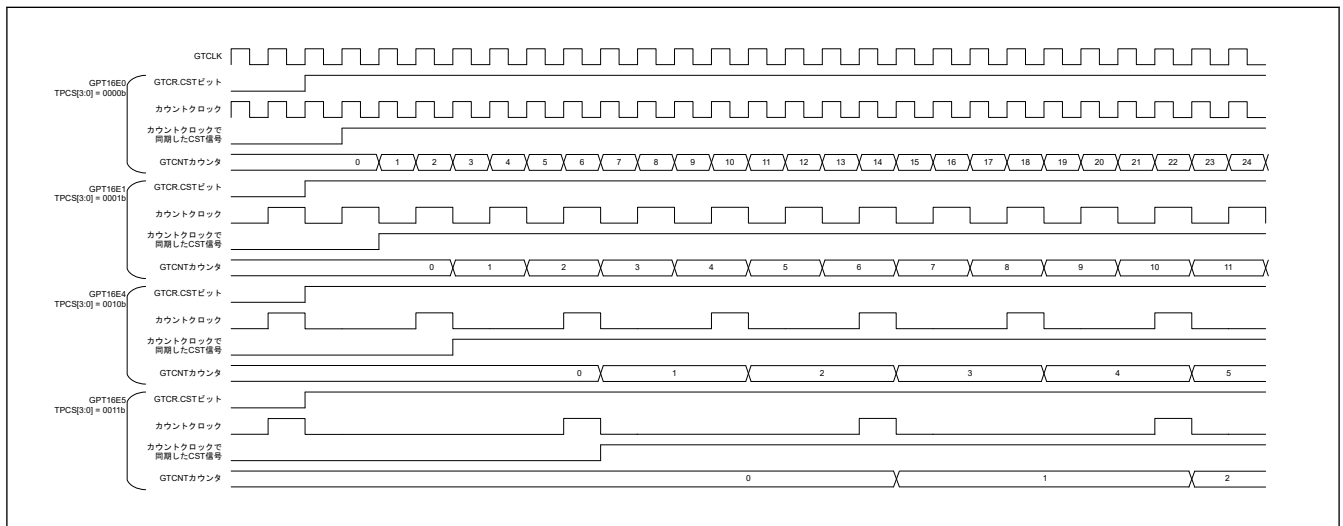 GTCLK
GPT16E0
TPCS[3:0] = 0000b
GTCR.CSTビット
カウントクロック
カウントクロックで
同期したCST信号
GTCNTカウンタ
0 1 2 3 4 5 6 7 8 9 10 11 12 13 14 15 16 17 18 19 20 21 22 23 24
GPT16E1
TPCS[3:0] = 0001b
GTCR.CSTビット
カウントクロック
カウントクロックで
同期したCST信号
GTCNTカウンタ
0 1 2 3 4 5 6 7 8 9 10 11
GPT16E4
TPCS[3:0] = 0010b
GTCR.CSTビット
カウントクロック
カウントクロックで
同期したCST信号
GTCNTカウンタ
0 1 2 3 4 5
GPT16E5
TPCS[3:0] = 0011b
GTCR.CSTビット
カウントクロック
カウントクロックで
同期したCST信号
GTCNTカウンタ
0 1 2